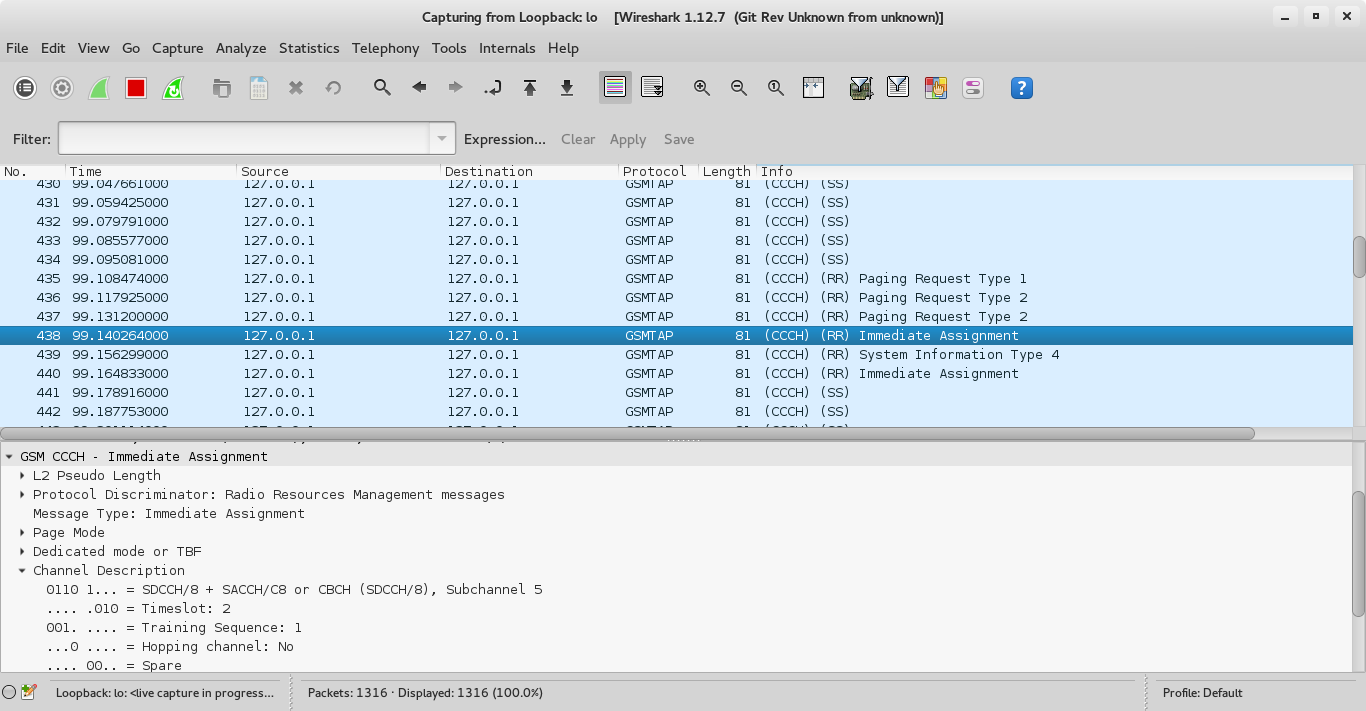 Capturing from Loopback: lo [Wireshark 1.12.7 (Git Rev Unknown from unknown)]
File Edit View Go Capture Analyze Statistics Telephony Tools Internals Help
Filter: Expression... Clear Apply Save
No. Time Source Destination Protocol Length Info
430 99.047661000 127.0.0.1 127.0.0.1 GSMTAP 81 (CCCH) (SS)
431 99.059425000 127.0.0.1 127.0.0.1 GSMTAP 81 (CCCH) (SS)
432 99.079791000 127.0.0.1 127.0.0.1 GSMTAP 81 (CCCH) (SS)
433 99.085577000 127.0.0.1 127.0.0.1 GSMTAP 81 (CCCH) (SS)
434 99.095081000 127.0.0.1 127.0.0.1 GSMTAP 81 (CCCH) (SS)
435 99.108474000 127.0.0.1 127.0.0.1 GSMTAP 81 (CCCH) (RR) Paging Request Type 1
436 99.117925000 127.0.0.1 127.0.0.1 GSMTAP 81 (CCCH) (RR) Paging Request Type 2
437 99.131200000 127.0.0.1 127.0.0.1 GSMTAP 81 (CCCH) (RR) Paging Request Type 2
438 99.140264000 127.0.0.1 127.0.0.1 GSMTAP 81 (CCCH) (RR) Immediate Assignment
439 99.156299000 127.0.0.1 127.0.0.1 GSMTAP 81 (CCCH) (RR) System Information Type 4
440 99.164833000 127.0.0.1 127.0.0.1 GSMTAP 81 (CCCH) (RR) Immediate Assignment
441 99.178916000 127.0.0.1 127.0.0.1 GSMTAP 81 (CCCH) (SS)
442 99.187753000 127.0.0.1 127.0.0.1 GSMTAP 81 (CCCH) (SS)
GSM CCCH - Immediate Assignment
L2 Pseudo Length
Protocol Discriminator: Radio Resources Management messages
Message Type: Immediate Assignment
Page Mode
Dedicated mode or TBF
Channel Description
0110 1... = SDCCH/8 + SACCH/C8 or CBCH (SDCCH/8), Subchannel 5
.... .010 = Timeslot: 2
001. .... = Training Sequence: 1
...0 .... = Hopping channel: No
.... 00.. = Spare
Loopback: lo: <live capture in progress... Packets: 1316 · Displayed: 1316 (100.0%) Profile: Default